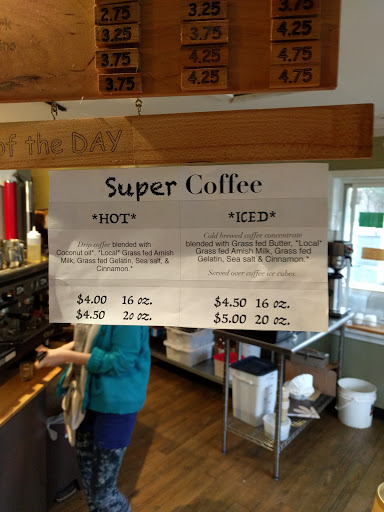 2.75 3.25 3.75
3.25 3.75 4.25
3.75 4.25 4.75
3.75 4.25 4.75
of the DAY
Super Coffee
*HOT* *ICED*
Drip coffee blended with
Coconut oil*, *Local* Grass fed Amish
Milk, Grass fed Gelatin, Sea salt, &
Cinnamon.*
Cold brewed coffee concentrate
blended with Grass fed Butter, *Local*
Grass fed Amish Milk, Grass fed
Gelatin, Sea salt, & Cinnamon.
Served over coffee ice cubes.
$4.00 16 oz. $4.50 16 oz.
$4.50 20 oz. $5.00 20 oz.